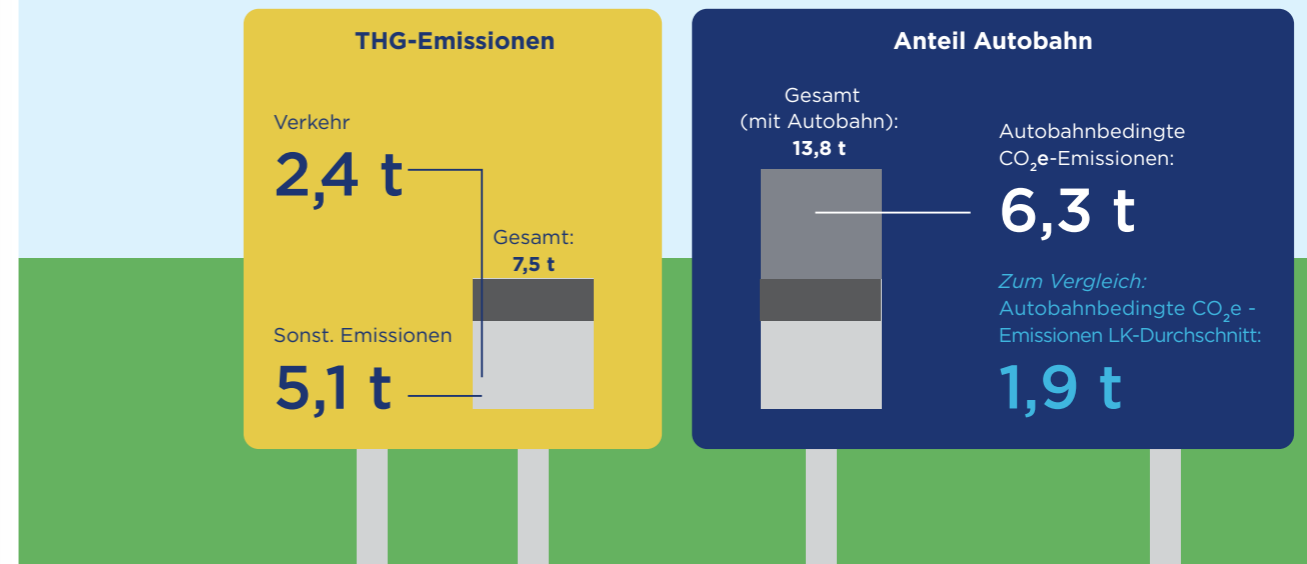 THG-Emissionen
Verkehr
2,4 t
Gesamt:
7,5 t
Sonst. Emissionen
5,1 t
Anteil Autobahn
Gesamt
(mit Autobahn):
13,8 t
Autobahnbedingte
CO₂e-Emissionen:
6,3 t
Zum Vergleich:
Autobahnbedingte CO₂e -
Emissionen LK-Durchschnitt:
1,9 t